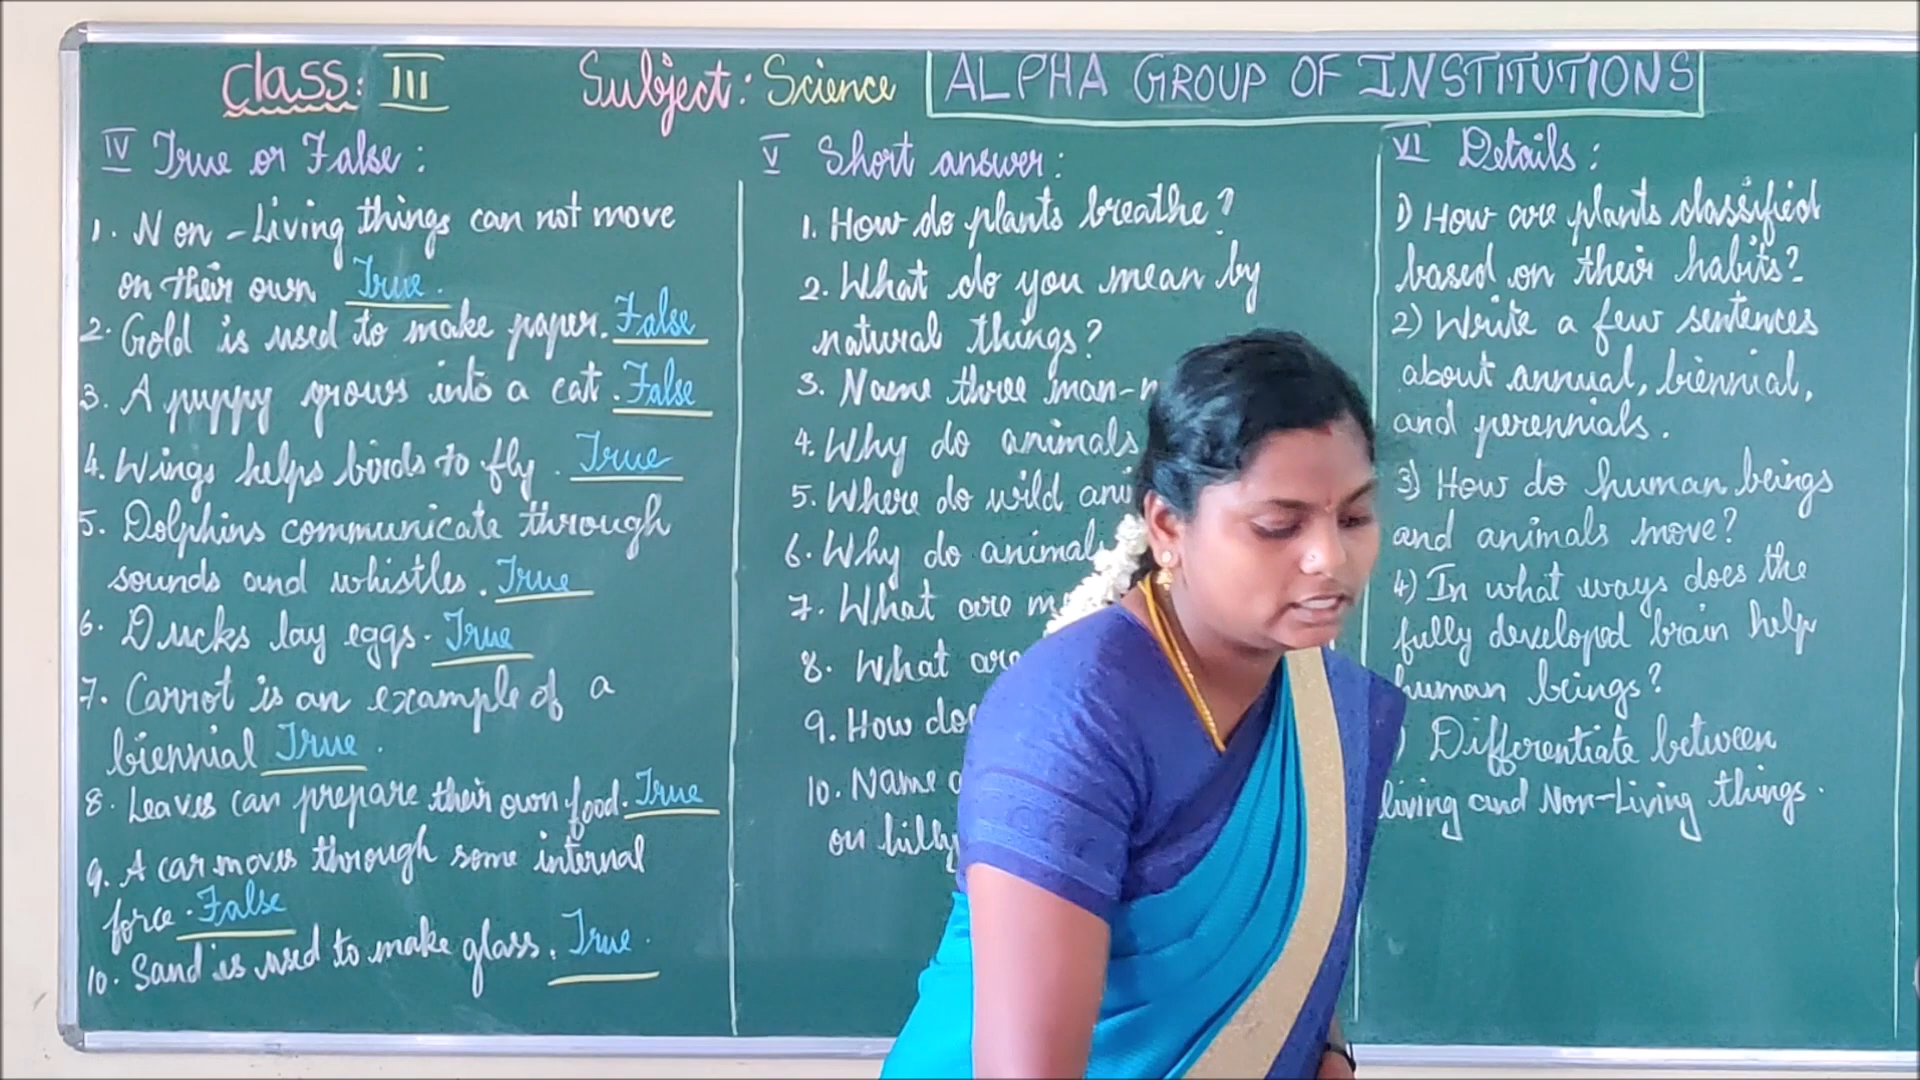 Class: III
Subject: Science
ALPHA GROUP OF INSTITUTIONS
IV True or False:
1. Non-Living things can not move
on their own True.
2. Gold is used to make paper. False
3. A puppy grows into a cat. False
4. Wings helps birds to fly. True
5. Dolphins communicate through
sounds and whistles. True
6. Ducks lay eggs. True
7. Carrot is an example of a
biennial True.
8. Leaves can prepare their own food. True
9. A car moves through some internal
force. False
10. Sand is used to make glass. True.
V Short answer:
1. How do plants breathe?
2. What do you mean by
natural things?
3. Name three man-
4. Why do animals
5. Where do wild
6. Why do animals
7. What are
8. What are
9. How
10. Name
on hilly
VI Details:
1) How are plants classified
based on their habits?
2) Write a few sentences
about annual, biennial,
and perennials.
3) How do human beings
and animals move?
4) In what ways does the
fully developed brain help
human beings?
) Differentiate between
living and Non-Living things.